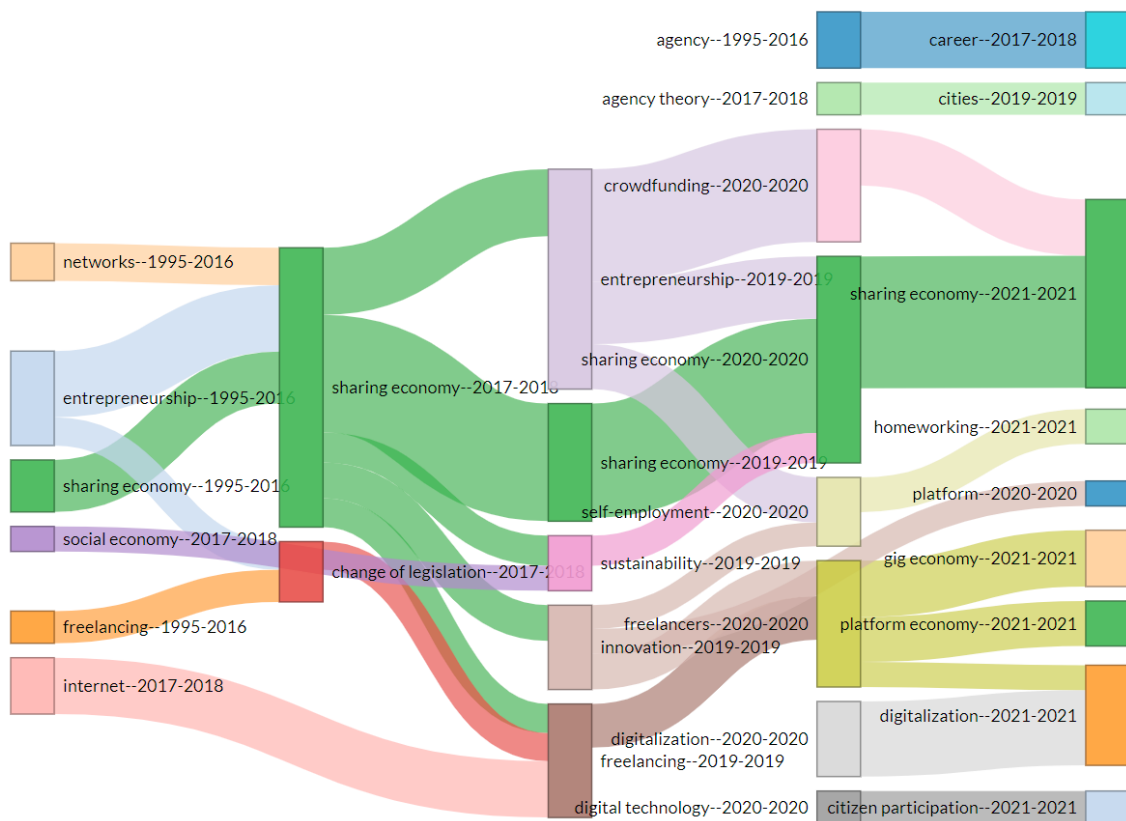 agency--1995-2016
career--2017-2018
agency theory--2017-2018
cities--2019-2019
crowdfunding--2020-2020
networks--1995-2016
entrepreneurship--2019-2019
sharing economy--2021-2021
sharing economy--2020-2020
sharing economy--2017-2018
entrepreneurship--1995-2016
homeworking--2021-2021
sharing economy--2019-2019
sharing economy--1995-2016
platform--2020-2020
self-employment--2020-2020
social economy--2017-2018
gig economy--2021-2021
sustainability--2019-2019
change of legislation--2017-2018
freelancing--1995-2016
freelancers--2020-2020
platform economy--2021-2021
innovation--2019-2019
internet--2017-2018
digitalization--2021-2021
digitalization--2020-2020
freelancing--2019-2019
digital technology--2020-2020
citizen participation--2021-2021